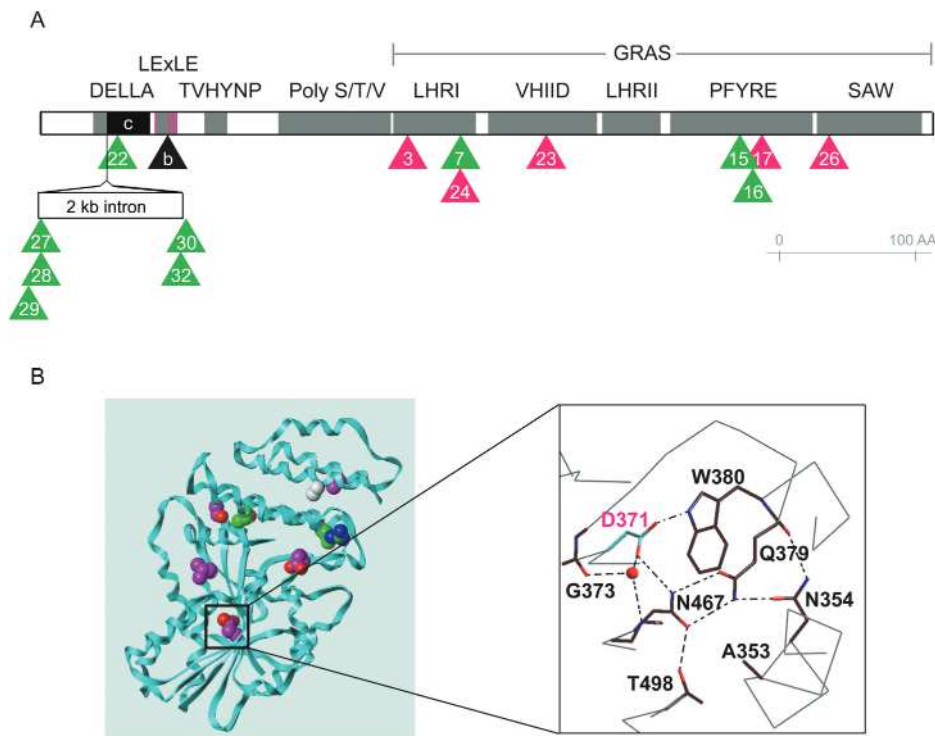 A
GRAS
LExLE
DELLA TVHYNP Poly S/T/V LHRI VHIID LHRII PFYRE SAW
c
22 b 3 7 23 15 17 26
24 16
2 kb intron
27 30
28 32
29
0 100 AA
B
W380
D371
Q379
G373 N467 N354
A353
T498